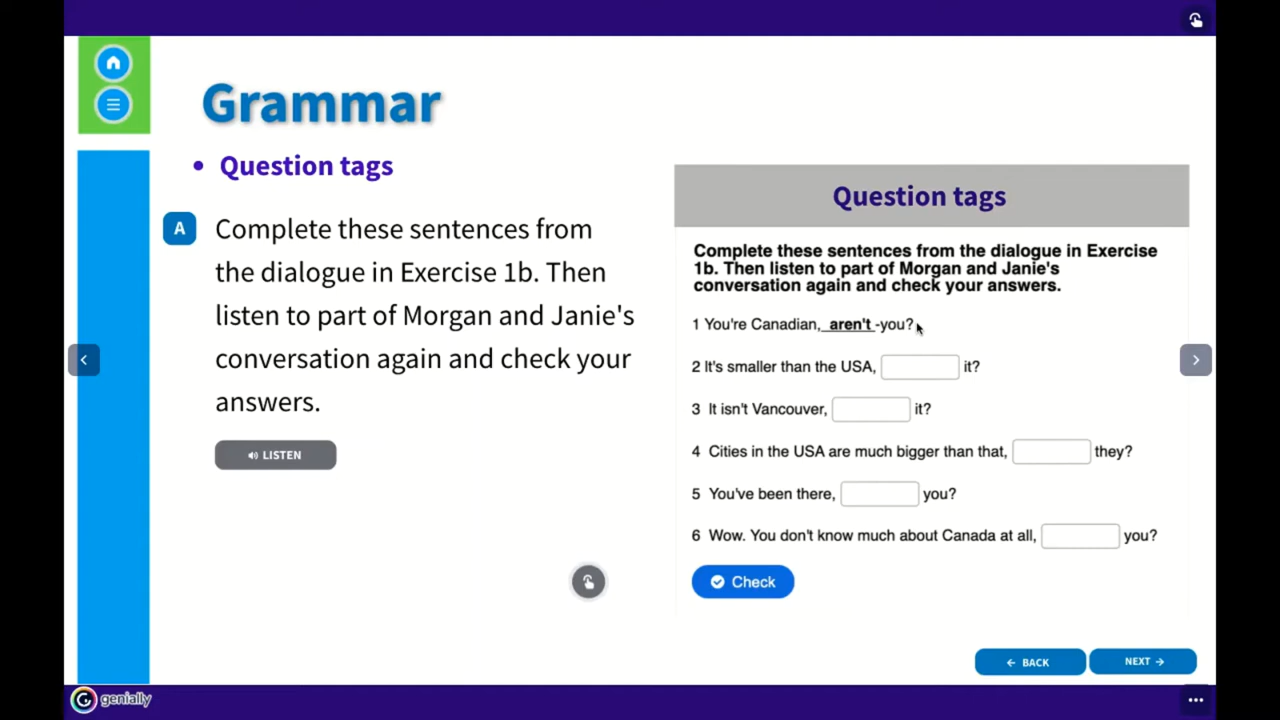 Grammar
• Question tags
A
Complete these sentences from
the dialogue in Exercise 1b. Then
listen to part of Morgan and Janie's
conversation again and check your
answers.
LISTEN
Question tags
Complete these sentences from the dialogue in Exercise
1b. Then listen to part of Morgan and Janie's
conversation again and check your answers.
1 You're Canadian, aren't -you?
2 It's smaller than the USA, it?
3 It isn't Vancouver, it?
4 Cities in the USA are much bigger than that, they?
5 You've been there, you?
6 Wow. You don't know much about Canada at all, you?
Check
← BACK
NEXT →
genially